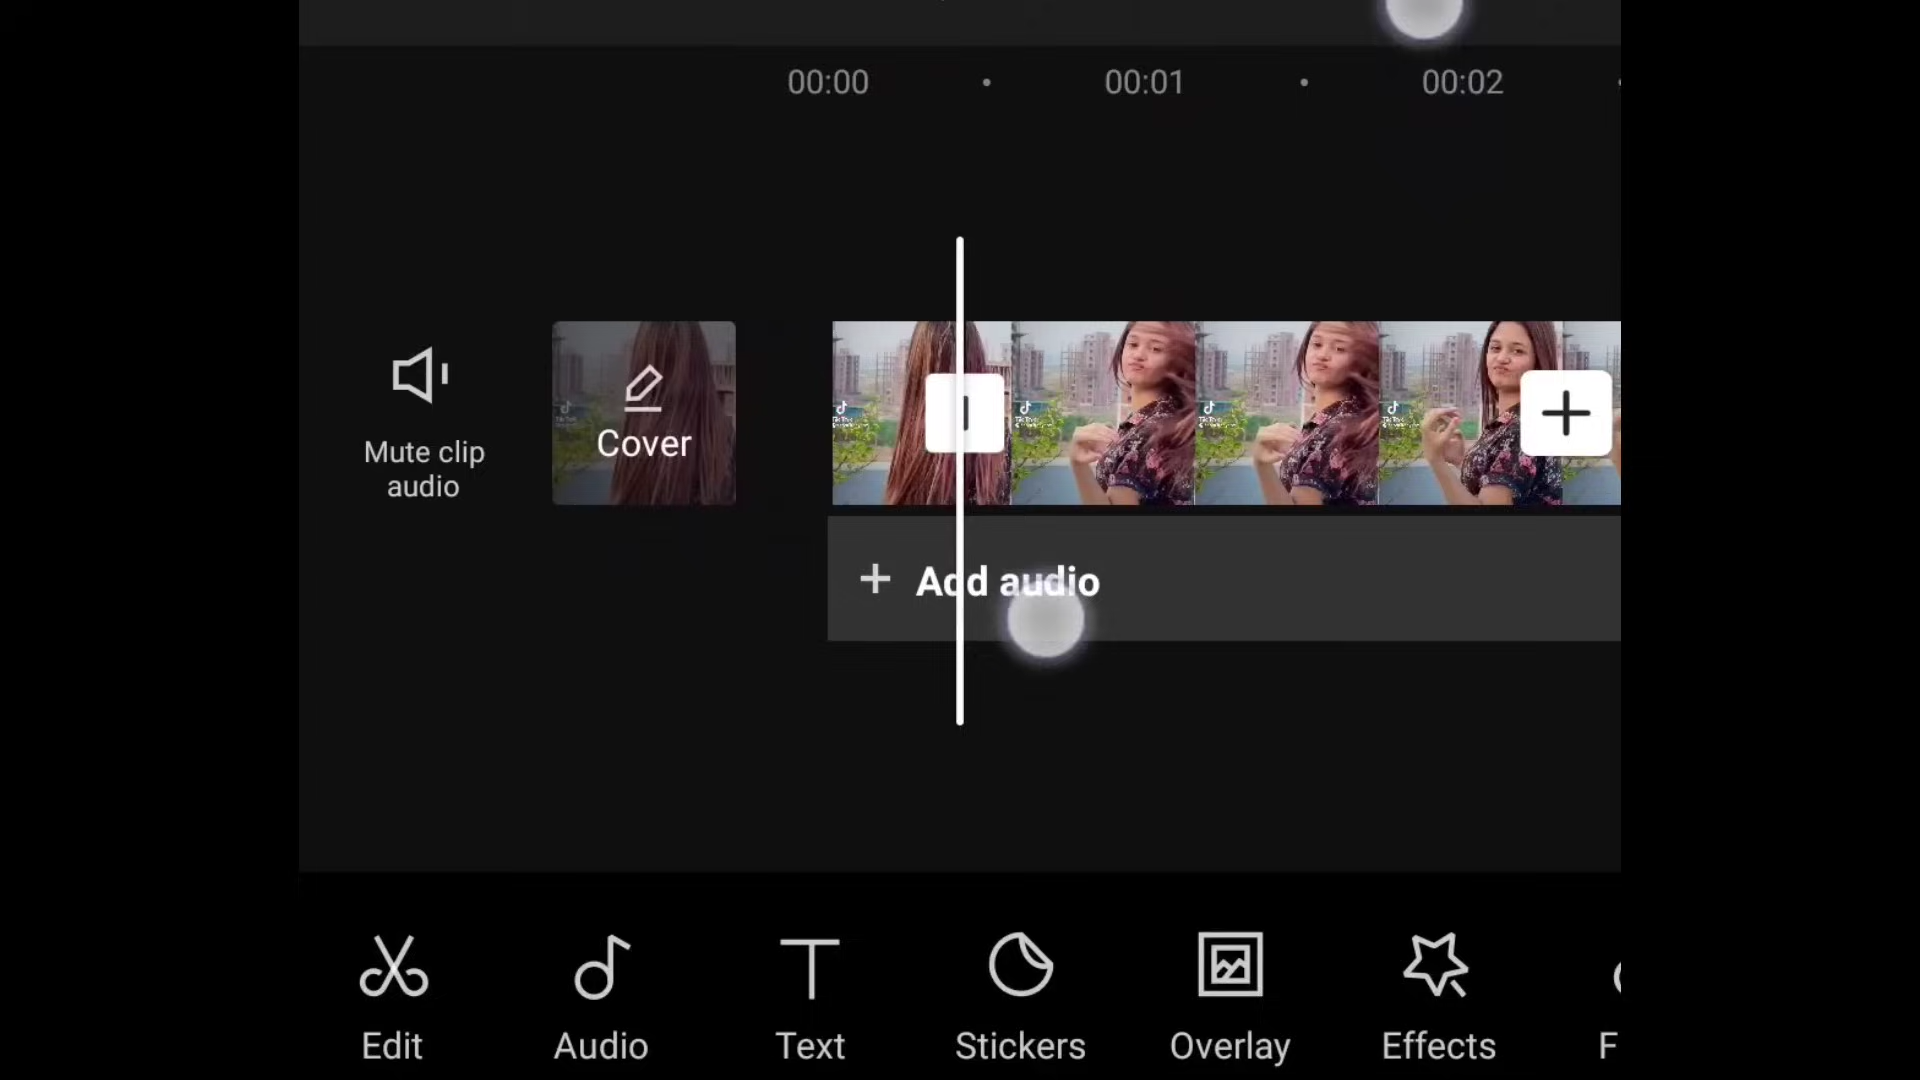 00:00
00:01
00:02
Mute clip
audio
Cover
Add audio
Edit
Audio
Text
Stickers
Overlay
Effects
F